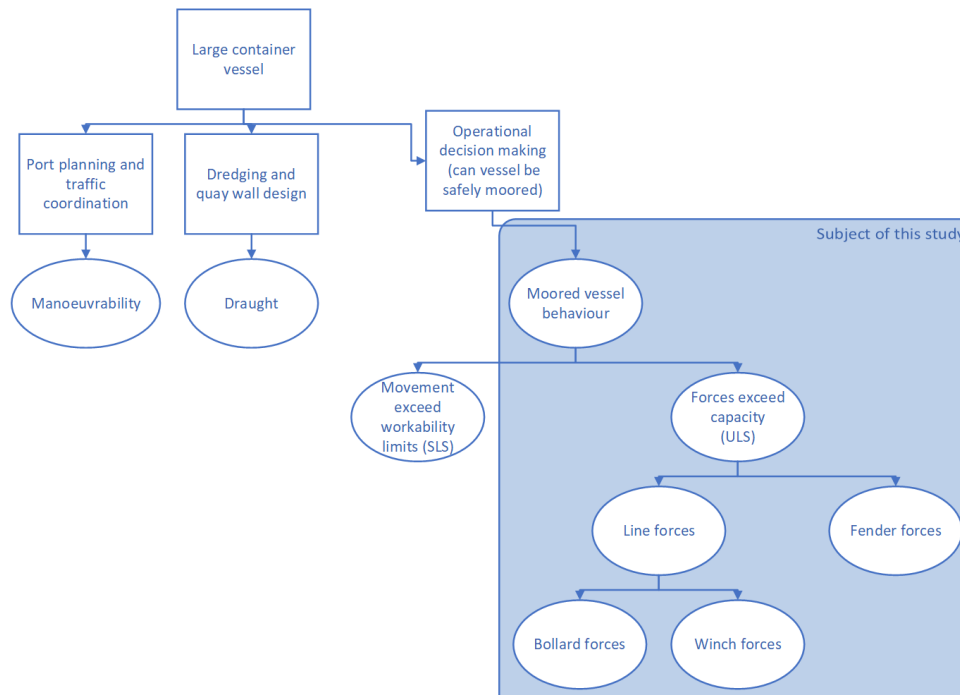 Large container
vessel
Port planning and
traffic
coordination
Dredging and
quay wall design
Operational
decision making
(can vessel be
safely moored)
Subject of this study
Manoeuvrability
Draught
Moored vessel
behaviour
Movement
exceed
workability
limits (SLS)
Forces exceed
capacity
(ULS)
Line forces
Fender forces
Bollard forces
Winch forces